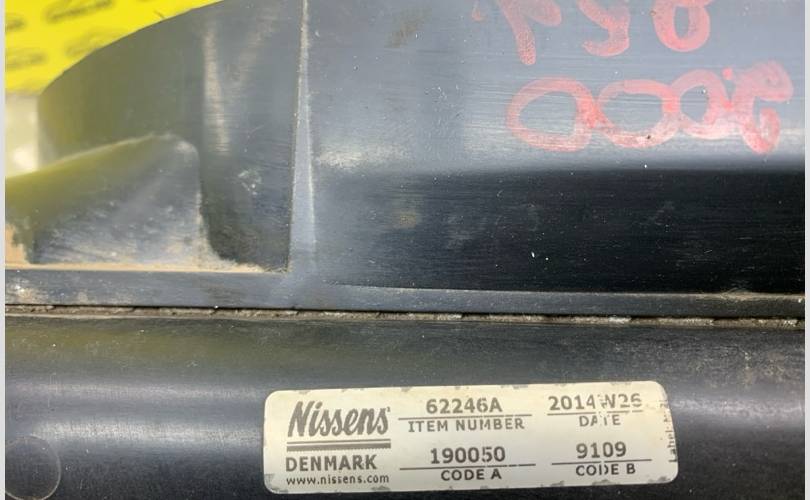 Nissens
62246A
ITEM NUMBER
2014W26
DATE
DENMARK
www.nissens.com
190050
CODE A
9109
CODE B